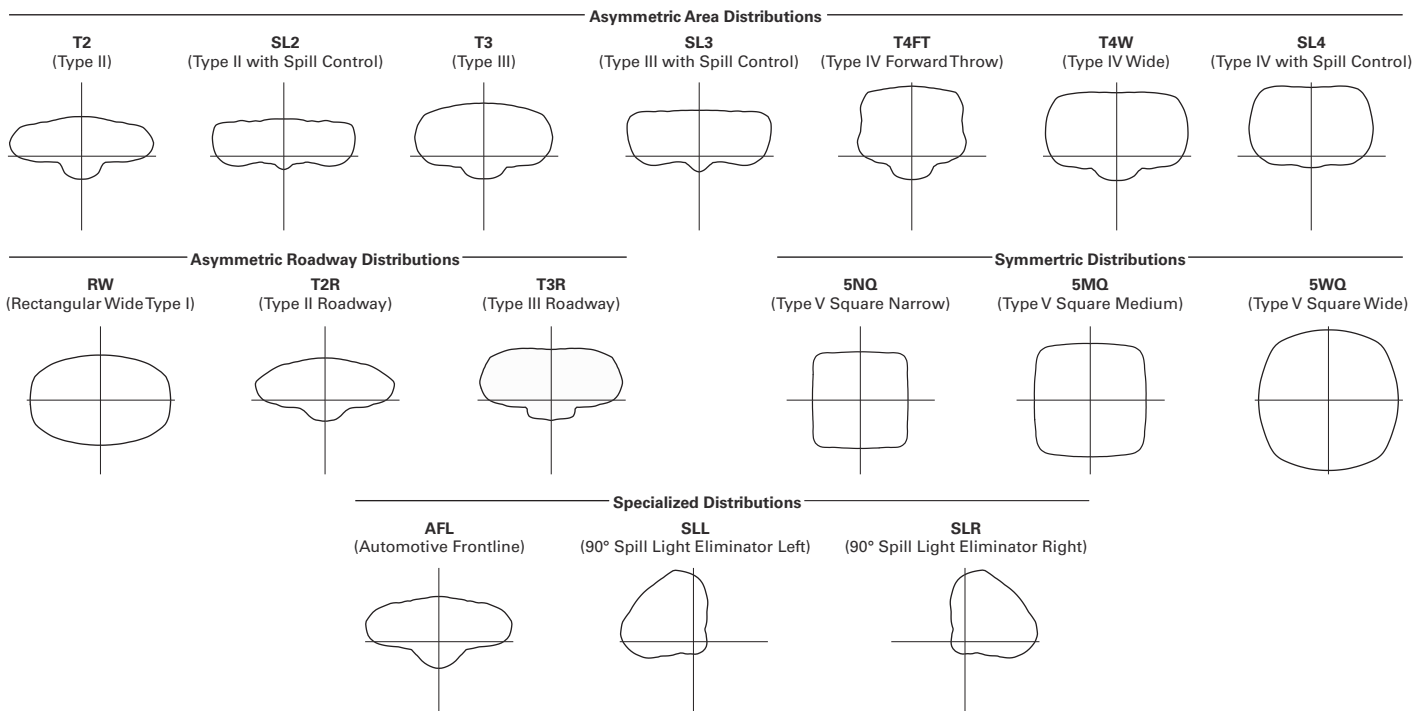 Asymmetric Area Distributions
T2
(Type II)
SL2
(Type II with Spill Control)
T3
(Type III)
SL3
(Type III with Spill Control)
T4FT
(Type IV Forward Throw)
T4W
(Type IV Wide)
SL4
(Type IV with Spill Control)
Asymmetric Roadway Distributions
RW
(Rectangular Wide Type I)
T2R
(Type II Roadway)
T3R
(Type III Roadway)
Symmertric Distributions
5NQ
(Type V Square Narrow)
5MQ
(Type V Square Medium)
5WQ
(Type V Square Wide)
Specialized Distributions
AFL
(Automotive Frontline)
SLL
(90° Spill Light Eliminator Left)
SLR
(90° Spill Light Eliminator Right)